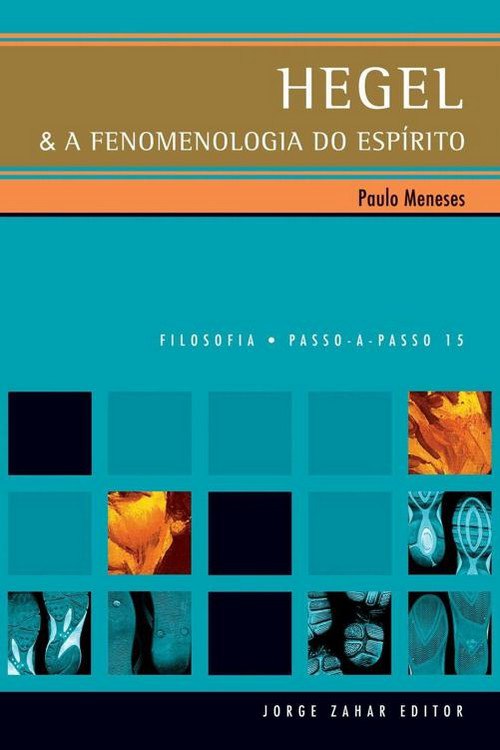 HEGEL
& A FENOMENOLOGIA DO ESPÍRITO
Paulo Meneses
FILOSOFIA • PASSO-A-PASSO 15
JORGE ZAHAR EDITOR